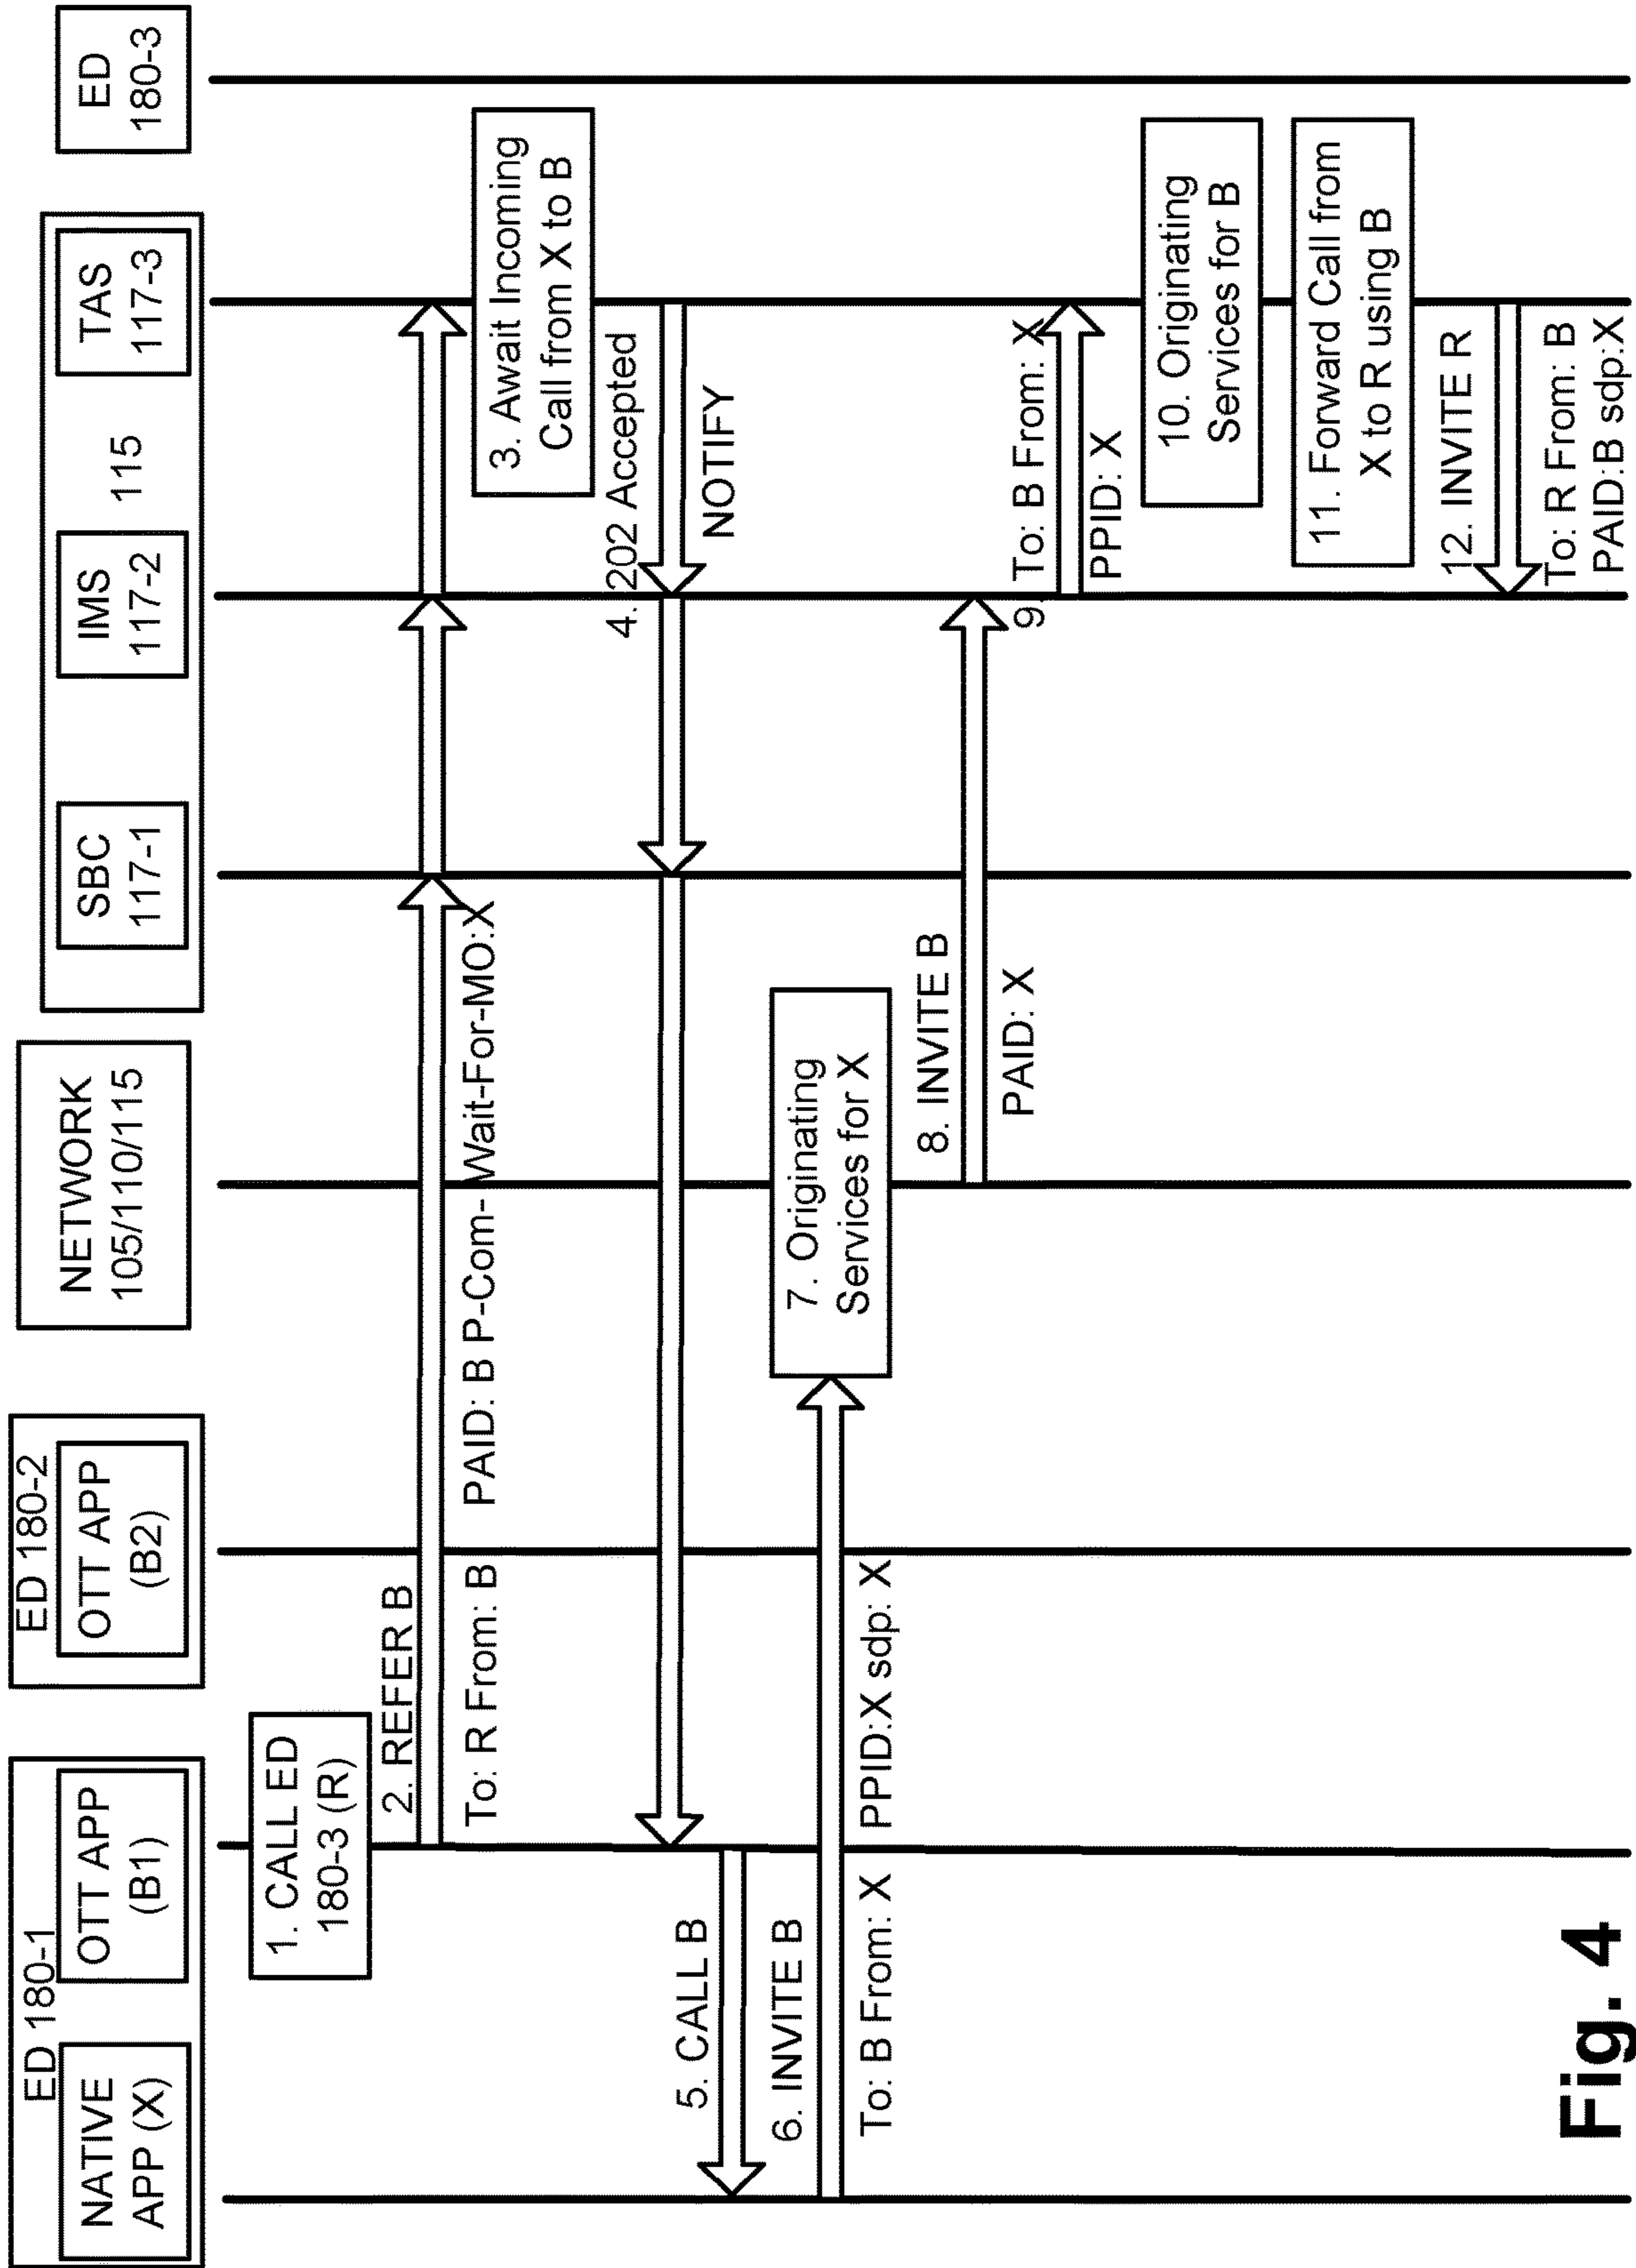 ED 180-1
NATIVE
APP (X)
OTT APP
(B1)
ED 180-2
OTT APP
(B2)
NETWORK
105/110/115
SBC
117-1
IMS
117-2
115
TAS
117-3
ED
180-3
1. CALL ED
180-3 (R)
2. REFER B
To: R From: B
PAID: B P-Com- Wait-For-MO:X
3. Await Incoming
Call from X to B
4. 202 Accepted
NOTIFY
5. CALL B
6. INVITE B
To: B From: X
PPID:X sdp: X
7. Originating
Services for X
8. INVITE B
PAID: X
9. To: B From: X
PPID: X
10. Originating
Services for B
11. Forward Call from
X to R using B
12. INVITE R
To: R From: B
PAID:B sdp:X
Fig. 4